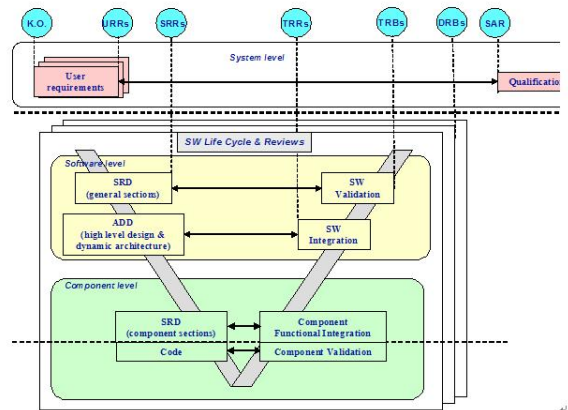 K.O.
URRs
SRRs
TRRs
TRBs
DRBs
SAR
System level
User
requirements
Qualification
SW Life Cycle & Reviews
Software level
SRD
(general sections)
SW
Validation
ADD
(high level design &
dynamic architecture)
SW
Integration
Component level
SRD
(component sections)
Component
Functional Integration
Code
Component Validation